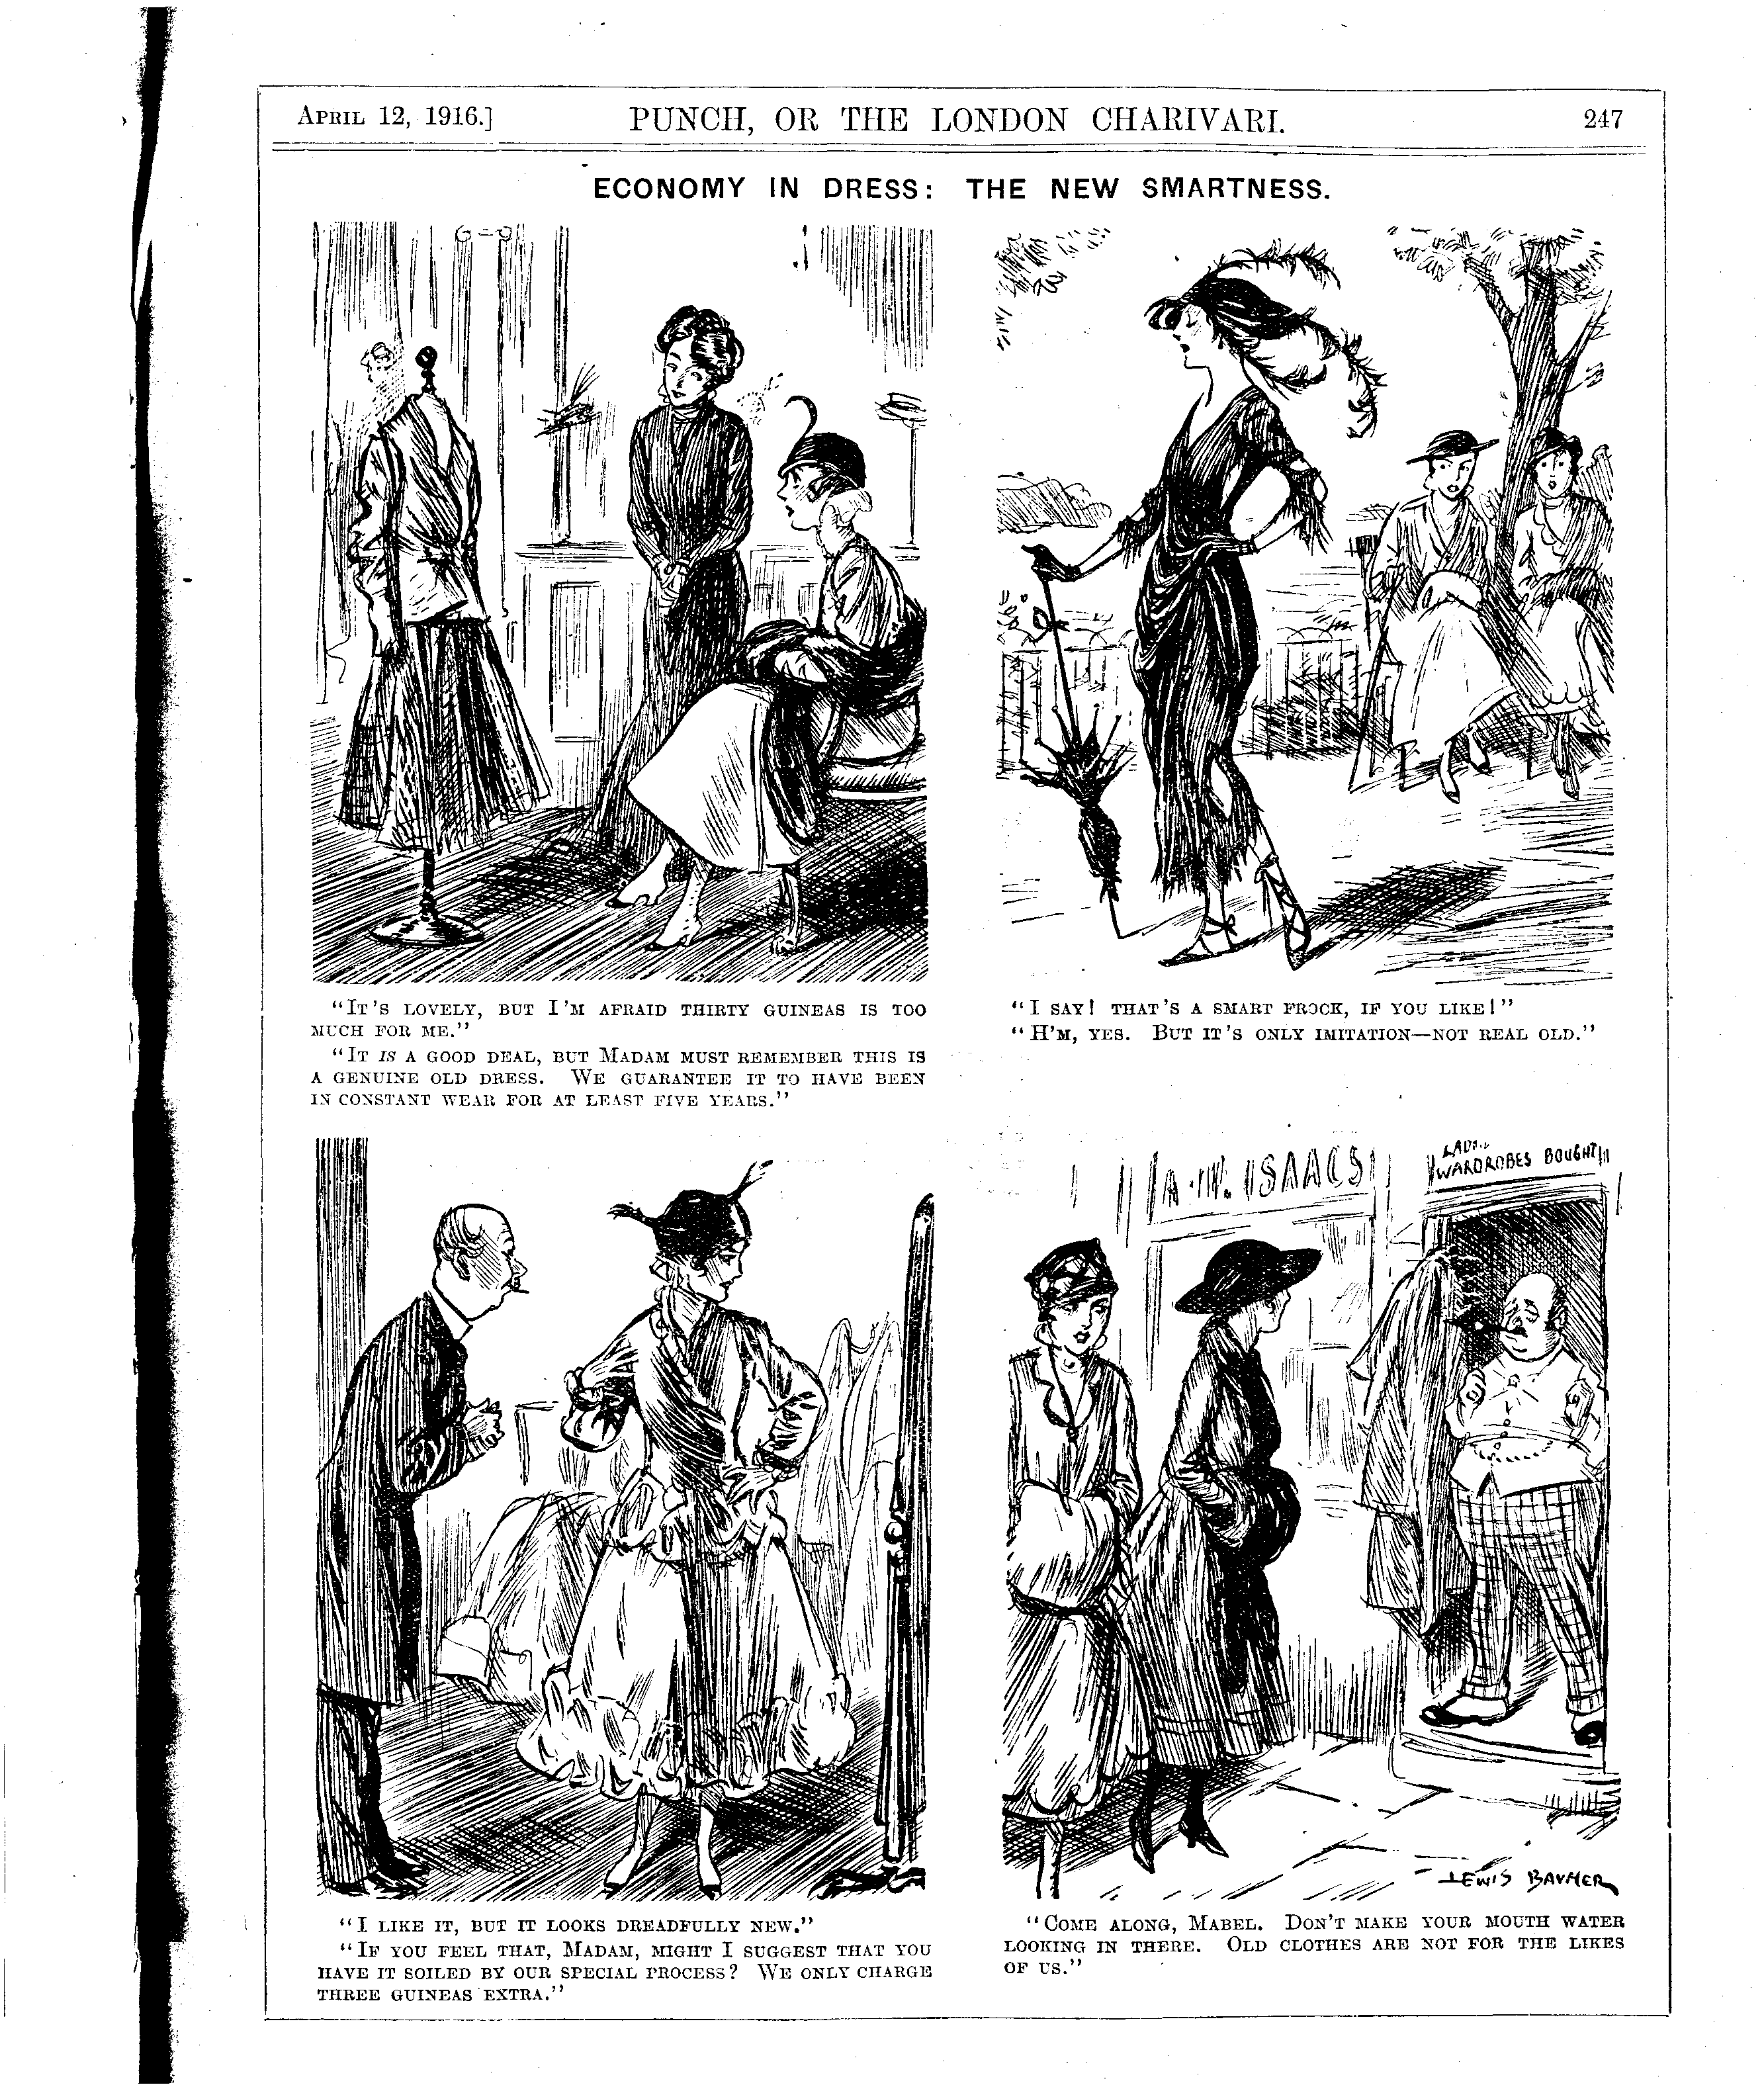 APRIL 12, 1916.] PUNCH, OR THE LONDON CHARIVARI. 247
ECONOMY IN DRESS: THE NEW SMARTNESS.
"IT'S LOVELY, BUT I'M AFRAID THIRTY GUINEAS IS TOO
MUCH FOR ME."
"IT IS A GOOD DEAL, BUT MADAM MUST REMEMBER THIS IS
A GENUINE OLD DRESS. WE GUARANTEE IT TO HAVE BEEN
IN CONSTANT WEAR FOR AT LEAST FIVE YEARS."
"I SAY! THAT'S A SMART FROCK, IF YOU LIKE!"
"H'M, YES. BUT IT'S ONLY IMITATION—NOT REAL OLD."
ISAACS
WARDROBES BOUGHT
LEWIS BAUMER
"I LIKE IT, BUT IT LOOKS DREADFULLY NEW."
"IF YOU FEEL THAT, MADAM, MIGHT I SUGGEST THAT YOU
HAVE IT SOILED BY OUR SPECIAL PROCESS? WE ONLY CHARGE
THREE GUINEAS EXTRA."
"COME ALONG, MABEL. DON'T MAKE YOUR MOUTH WATER
LOOKING IN THERE. OLD CLOTHES ARE NOT FOR THE LIKES
OF US."